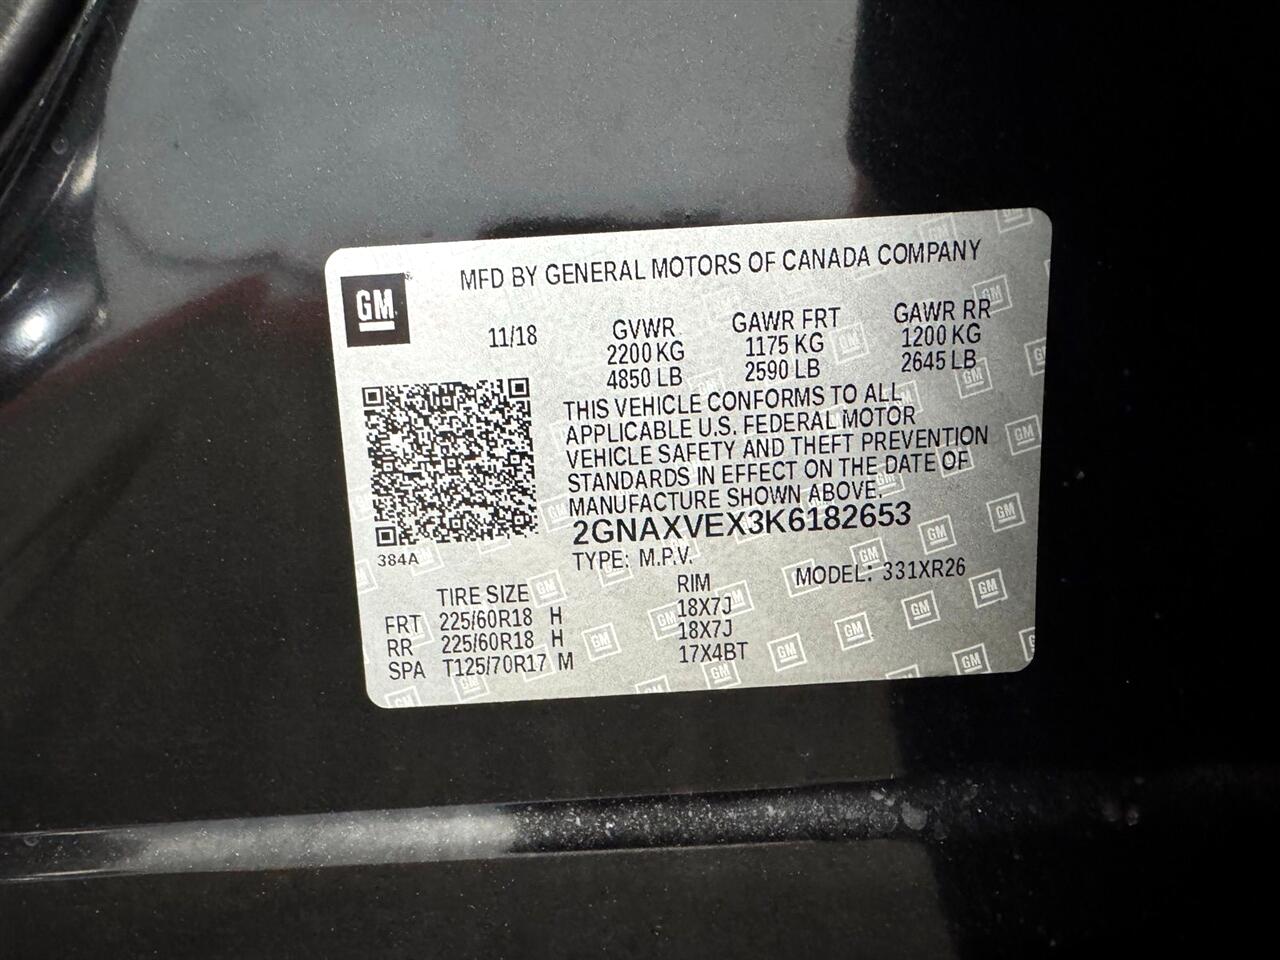 MFD BY GENERAL MOTORS OF CANADA COMPANY
GM
11/18
GVWR GAWR FRT GAWR RR
2200 KG 1175 KG 1200 KG
4850 LB 2590 LB 2645 LB
THIS VEHICLE CONFORMS TO ALL
APPLICABLE U.S. FEDERAL MOTOR
VEHICLE SAFETY AND THEFT PREVENTION
STANDARDS IN EFFECT ON THE DATE OF
MANUFACTURE SHOWN ABOVE.
2GNAXVEX3K6182653
384A
TYPE: M.P.V. MODEL: 331XR26
TIRE SIZE RIM
FRT 225/60R18 H 18X7J
RR 225/60R18 H 18X7J
SPA T125/70R17 M 17X4BT